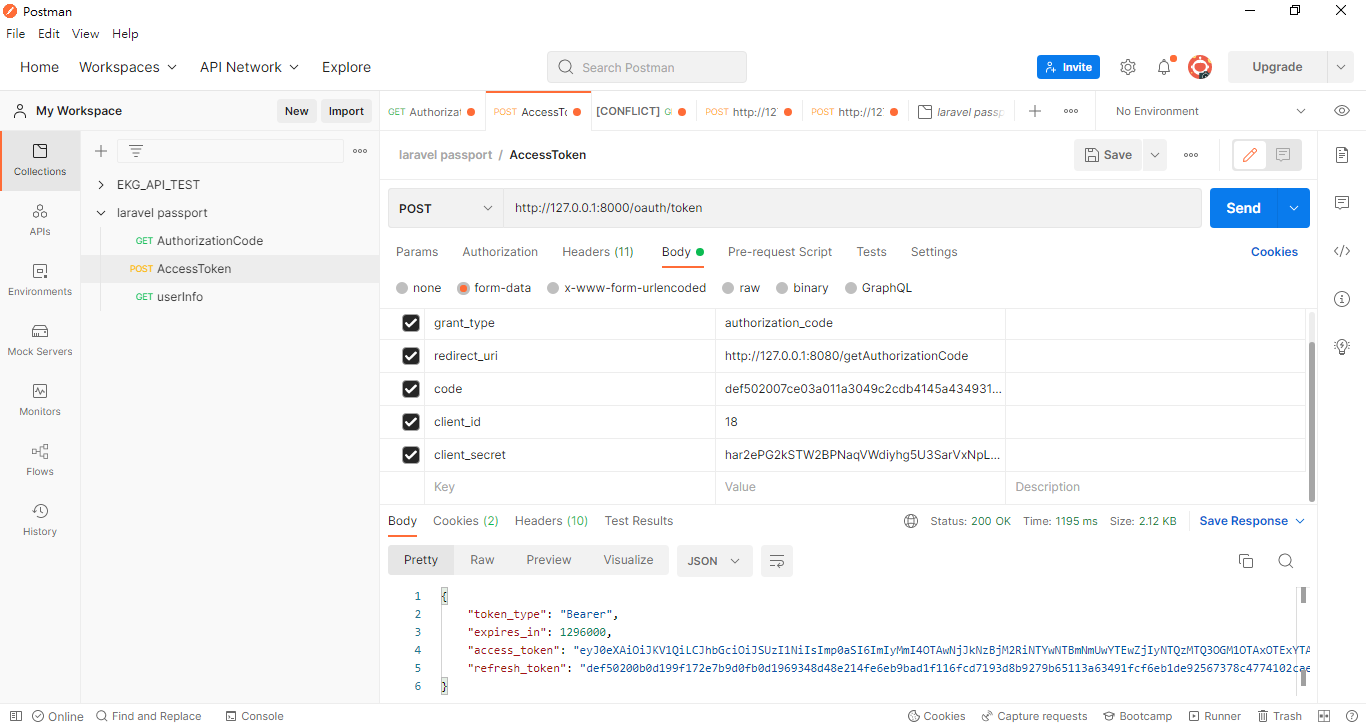 Postman
File Edit View Help
Home Workspaces API Network Explore Search Postman Invite Upgrade
My Workspace New Import GET Authorizat POST AccessTo [CONFLICT] G POST http://127 POST http://127 laravel passp No Environment
Collections
APIs
Environments
Mock Servers
Monitors
Flows
History
EKG_API_TEST
laravel passport
GET AuthorizationCode
POST AccessToken
GET userInfo
laravel passport / AccessToken Save
POST http://127.0.0.1:8000/oauth/token Send
Params Authorization Headers (11) Body Pre-request Script Tests Settings Cookies
none form-data x-www-form-urlencoded raw binary GraphQL
grant_type authorization_code
redirect_uri http://127.0.0.1:8080/getAuthorizationCode
code def502007ce03a011a3049c2cdb4145a434931...
client_id 18
client_secret har2ePG2kSTW2BPNaqVWdiyhg5U3SarVxNpL...
Key Value Description
Body Cookies (2) Headers (10) Test Results Status: 200 OK Time: 1195 ms Size: 2.12 KB Save Response
Pretty Raw Preview Visualize JSON
1 {
2 "token_type": "Bearer",
3 "expires_in": 1296000,
4 "access_token": "eyJ0eXAiOiJKV1QiLCJhbGciOiJSUzI1NiIsImp0aSI6ImIyMmI4OTAwNjJkNzBjM2RiNTYwNTBmNmUwYTEwZjIyNTQzMTQ3OGM1OTAxOTExYTA
5 "refresh_token": "def50200b0d199f172e7b9d0fb0d1969348d48e214fe6eb9bad1f116fcd7193d8b9279b65113a63491fcf6eb1de92567378c4774102cae
6 }
Online Find and Replace Console Cookies Capture requests Bootcamp Runner Trash